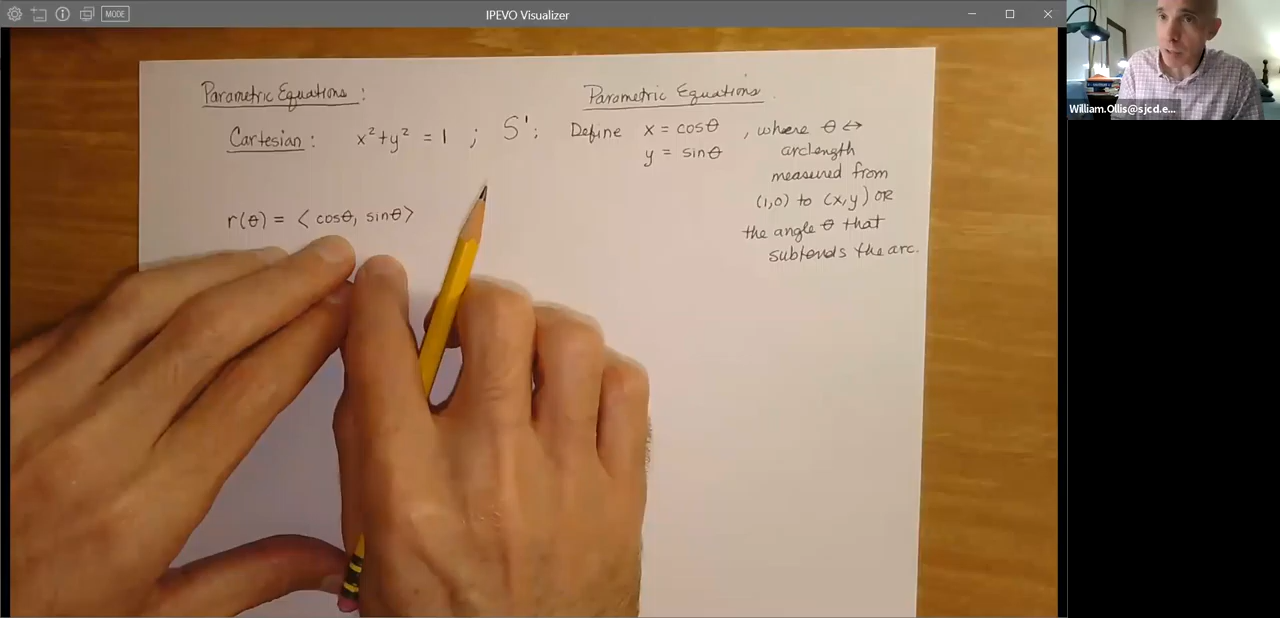 IPEVO Visualizer
MODE
William.Ollis@sjcd.e...
Parametric Equations :
Cartesian : x² + y² = 1 ; S¹ ;
r(θ) = ⟨ cosθ, sinθ⟩
Parametric Equations .
Define x = cosθ , where θ ↔
y = sinθ arclength
measured from
(1,0) to (x,y) OR
the angle θ that
subtends the arc.